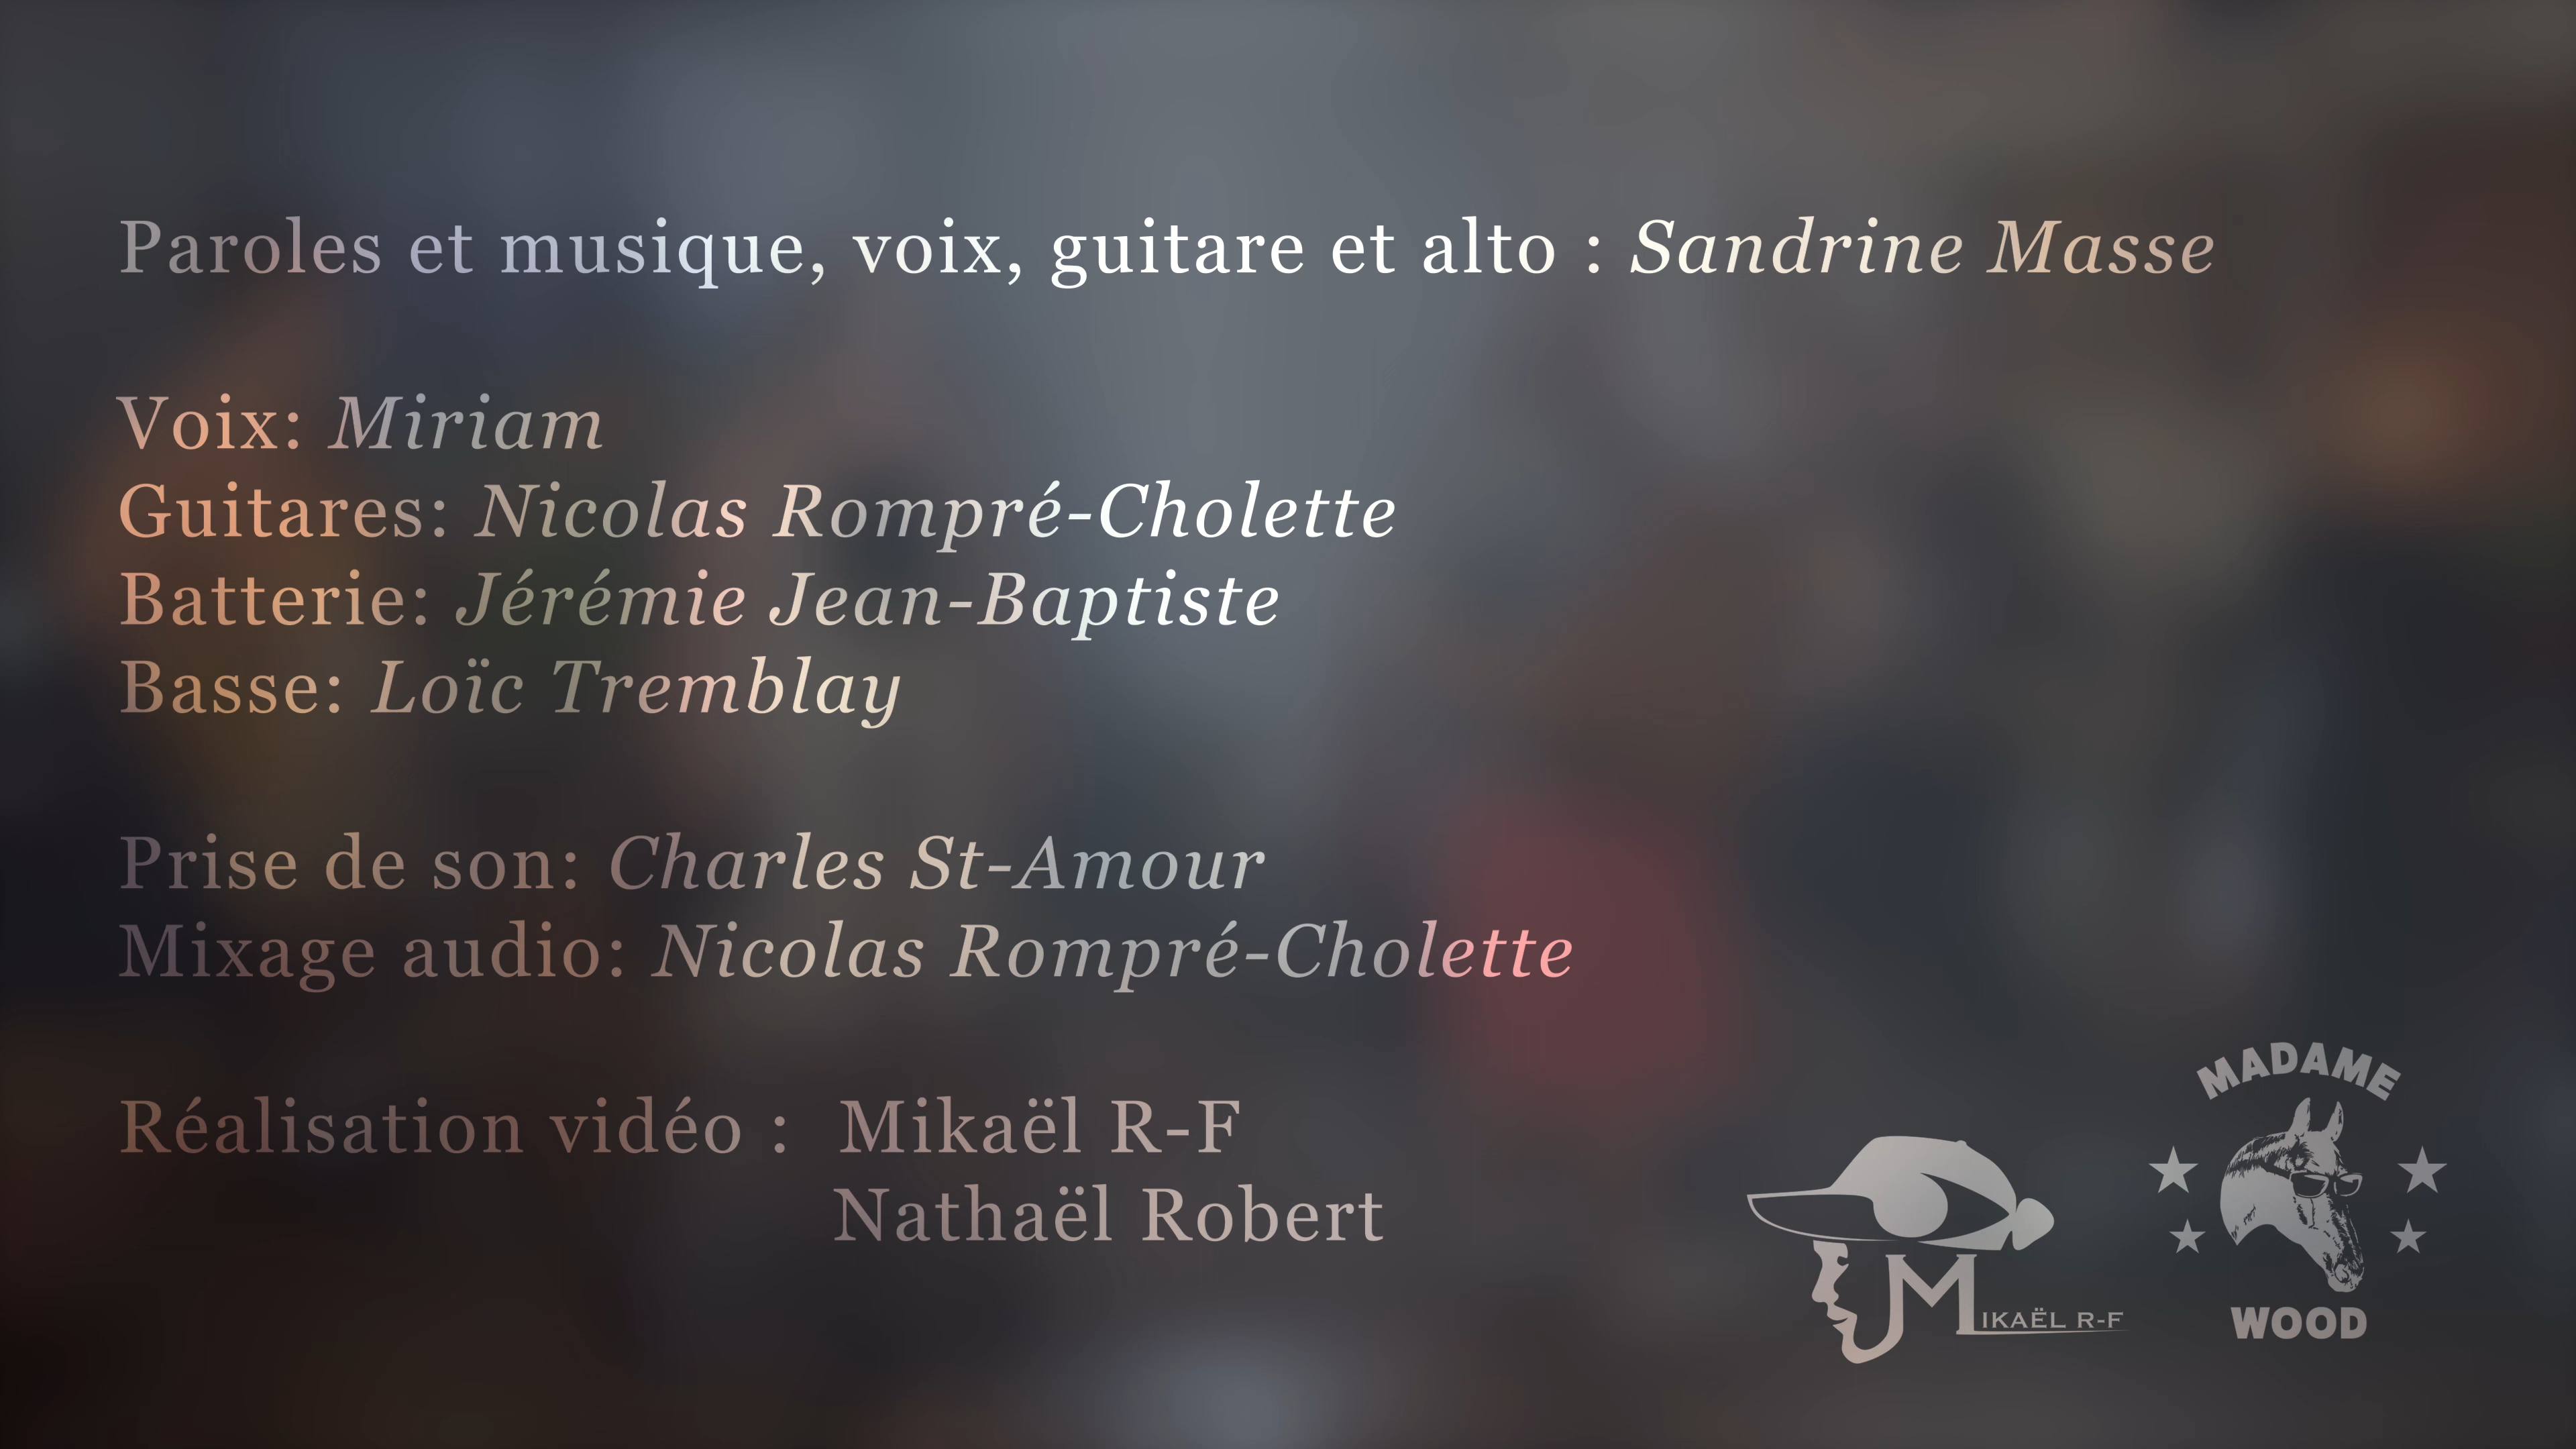 Paroles et musique, voix, guitare et alto : Sandrine Masse
Voix: Miriam
Guitares: Nicolas Rompré-Cholette
Batterie: Jérémie Jean-Baptiste
Basse: Loïc Tremblay
Prise de son: Charles St-Amour
Mixage audio: Nicolas Rompré-Cholette
Réalisation vidéo : Mikaël R-F
Nathaël Robert
MIKAËL R-F
MADAME
WOOD